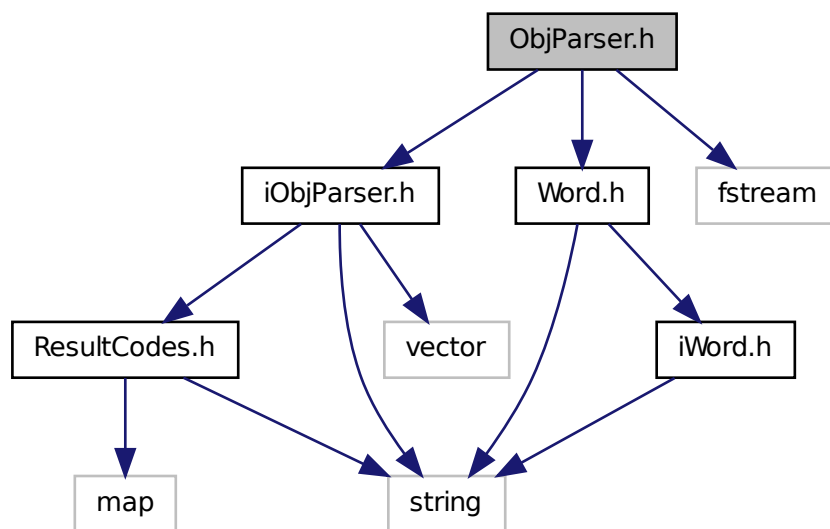 ObjParser.h
iObjParser.h
Word.h
fstream
ResultCodes.h
vector
iWord.h
map
string